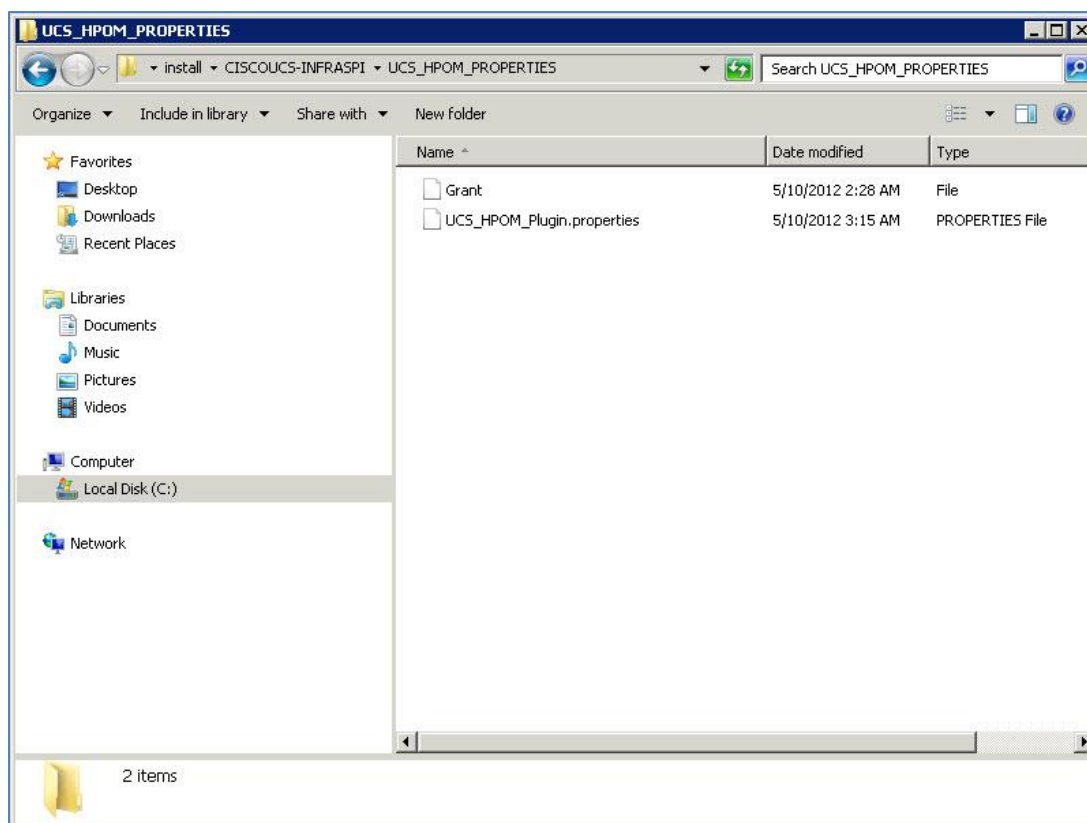 UCS_HPOM_PROPERTIES
install CISCOUCS-INFRASPI UCS_HPOM_PROPERTIES Search UCS_HPOM_PROPERTIES
Organize Include in library Share with New folder
Favorites
Desktop
Downloads
Recent Places
Libraries
Documents
Music
Pictures
Videos
Computer
Local Disk (C:)
Network
Name Date modified Type
Grant 5/10/2012 2:28 AM File
UCS_HPOM_Plugin.properties 5/10/2012 3:15 AM PROPERTIES File
2 items